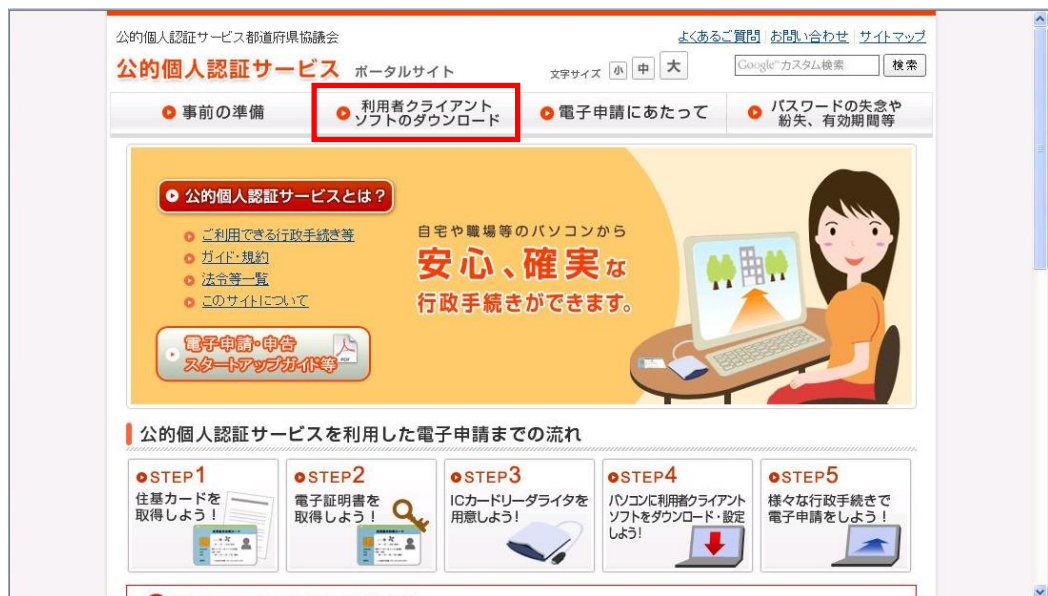 公的個人認証サービス都道府県協議会
よくあるご質問 お問い合わせ サイトマップ
公的個人認証サービス ポータルサイト
文字サイズ 小 中 大
Google™カスタム検索 検索
事前の準備
利用者クライアント
ソフトのダウンロード
電子申請にあたって
パスワードの失念や
紛失、有効期間等
公的個人認証サービスとは？
ご利用できる行政手続き等
ガイド・規約
法令等一覧
このサイトについて
電子申請・申告
スタートアップガイド等
PDF
自宅や職場等のパソコンから
安心、確実な
行政手続きができます。
公的個人認証サービスを利用した電子申請までの流れ
STEP1
住基カードを
取得しよう！
STEP2
電子証明書を
取得しよう！
STEP3
ICカードリーダライタを
用意しよう！
STEP4
パソコンに利用者クライアント
ソフトをダウンロード・設定
しよう！
STEP5
様々な行政手続きで
電子申請をしよう！